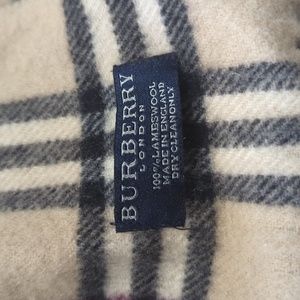 BURBERRY
LONDON
100% LAMBSWOOL
MADE IN ENGLAND
DRY CLEAN ONLY